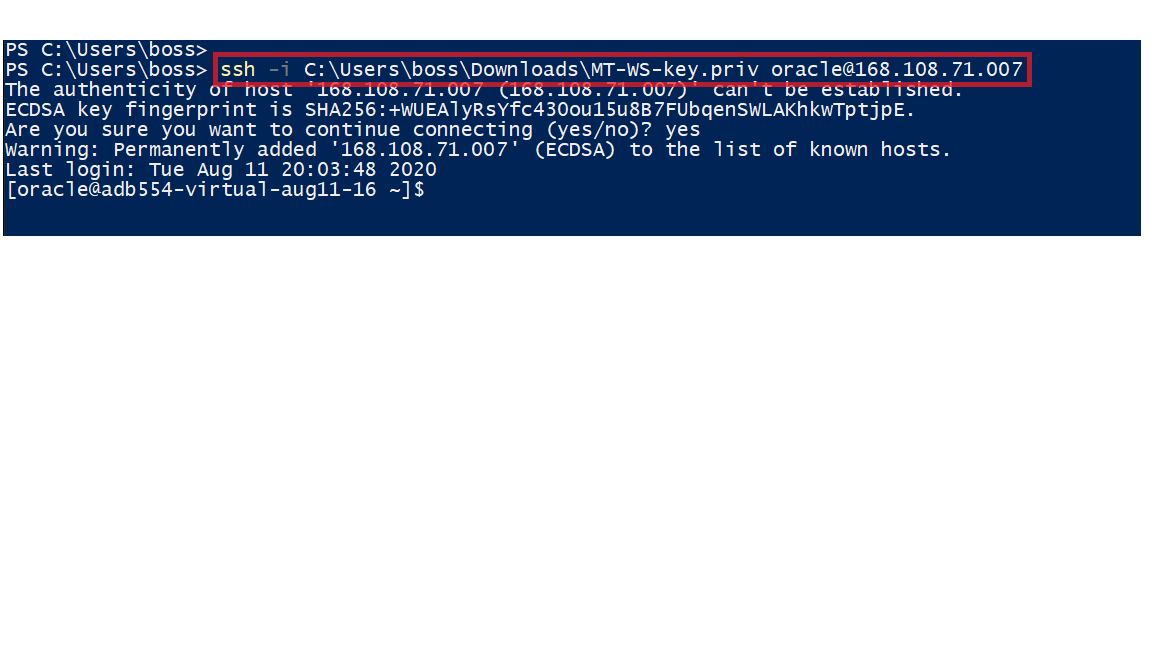 PS C:\Users\boss>
PS C:\Users\boss> ssh -i C:\Users\boss\Downloads\MT-WS-key.priv oracle@168.108.71.007
The authenticity of host '168.108.71.007 (168.108.71.007)' can't be established.
ECDSA key fingerprint is SHA256:+WUEAlyRsYfc43Oou15u8B7FUbqenSWLAKhkwTptjpE.
Are you sure you want to continue connecting (yes/no)? yes
Warning: Permanently added '168.108.71.007' (ECDSA) to the list of known hosts.
Last login: Tue Aug 11 20:03:48 2020
[oracle@adb554-virtual-aug11-16 ~]$